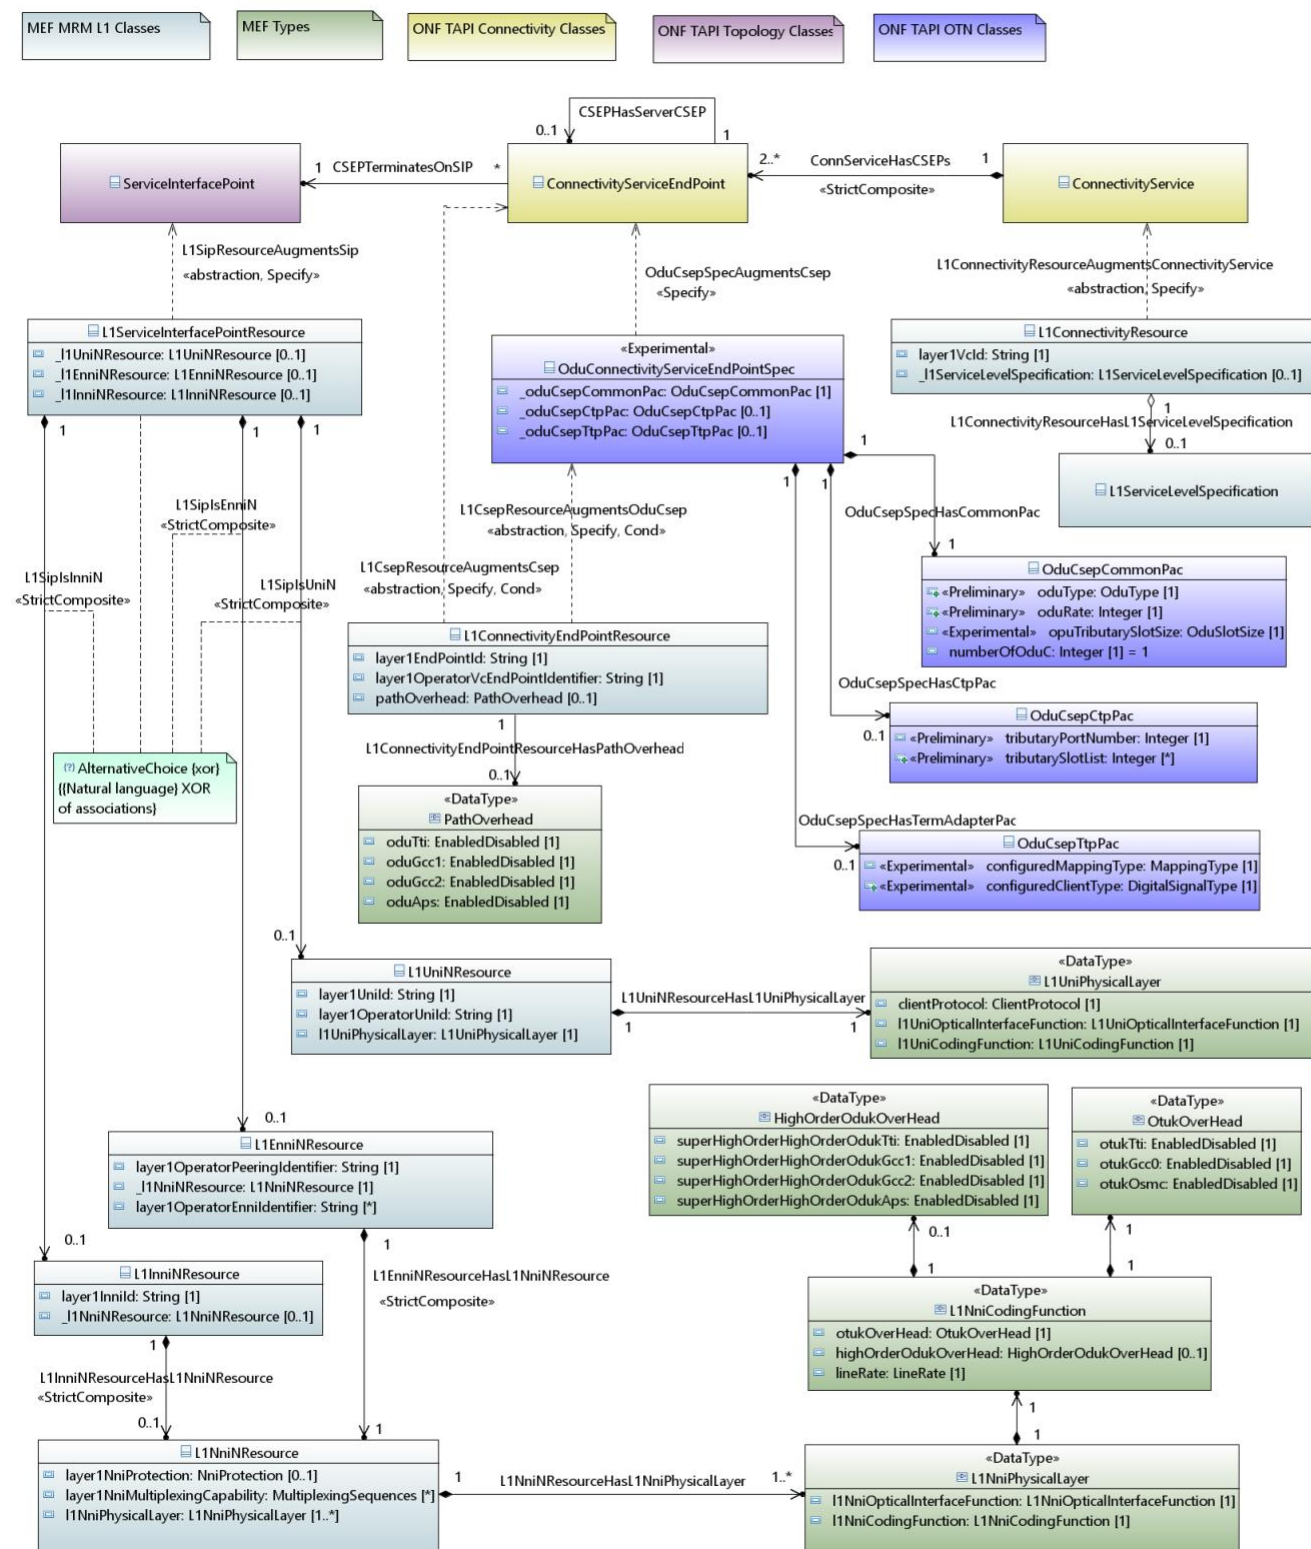 MEF MRM L1 Classes
MEF Types
ONF TAPI Connectivity Classes
ONF TAPI Topology Classes
ONF TAPI OTN Classes
CSEPHasServerCSEP
0..1
1
ServiceInterfacePoint
1
CSEPTerminatesOnSIP
*
ConnectivityServiceEndPoint
2..*
ConnServiceHasCSEPs
1
«StrictComposite»
ConnectivityService
L1SipResourceAugmentsSip
«abstraction, Specify»
OduCsepSpecAugmentsCsep
«Specify»
L1ConnectivityResourceAugmentsConnectivityService
«abstraction, Specify»
L1ServiceInterfacePointResource
_l1UniNResource: L1UniNResource [0..1]
_l1EnniNResource: L1EnniNResource [0..1]
_l1InniNResource: L1InniNResource [0..1]
1
1
1
«Experimental»
OduConnectivityServiceEndPointSpec
_oduCsepCommonPac: OduCsepCommonPac [1]
_oduCsepCtpPac: OduCsepCtpPac [0..1]
_oduCsepTtpPac: OduCsepTtpPac [0..1]
1
1
1
L1ConnectivityResource
layer1VcId: String [1]
_l1ServiceLevelSpecification: L1ServiceLevelSpecification [0..1]
1
L1ConnectivityResourceHasL1ServiceLevelSpecification
0..1
L1ServiceLevelSpecification
L1SipIsEnniN
«StrictComposite»
L1CsepResourceAugmentsOduCsep
«abstraction, Specify, Cond»
OduCsepSpecHasCommonPac
1
L1SipIsInniN
«StrictComposite»
L1SipIsUniN
«StrictComposite»
L1CsepResourceAugmentsCsep
«abstraction, Specify, Cond»
OduCsepCommonPac
«Preliminary» oduType: OduType [1]
«Preliminary» oduRate: Integer [1]
«Experimental» opuTributarySlotSize: OduSlotSize [1]
numberOfOduC: Integer [1] = 1
L1ConnectivityEndPointResource
layer1EndPointId: String [1]
layer1OperatorVcEndPointIdentifier: String [1]
pathOverhead: PathOverhead [0..1]
1
L1ConnectivityEndPointResourceHasPathOverhead
0..1
OduCsepSpecHasCtpPac
0..1
OduCsepCtpPac
«Preliminary» tributaryPortNumber: Integer [1]
«Preliminary» tributarySlotList: Integer [*]
AlternativeChoice {xor}
{{Natural language} XOR
of associations}
«DataType»
PathOverhead
oduTti: EnabledDisabled [1]
oduGcc1: EnabledDisabled [1]
oduGcc2: EnabledDisabled [1]
oduAps: EnabledDisabled [1]
OduCsepSpecHasTermAdapterPac
0..1
OduCsepTtpPac
«Experimental» configuredMappingType: MappingType [1]
«Experimental» configuredClientType: DigitalSignalType [1]
0..1
L1UniNResource
layer1UniId: String [1]
layer1OperatorUniId: String [1]
l1UniPhysicalLayer: L1UniPhysicalLayer [1]
L1UniNResourceHasL1UniPhysicalLayer
1
1
«DataType»
L1UniPhysicalLayer
clientProtocol: ClientProtocol [1]
l1UniOpticalInterfaceFunction: L1UniOpticalInterfaceFunction [1]
l1UniCodingFunction: L1UniCodingFunction [1]
0..1
L1EnniNResource
layer1OperatorPeeringIdentifier: String [1]
_l1NniNResource: L1NniNResource [1]
layer1OperatorEnniIdentifier: String [*]
1
«DataType»
HighOrderOdukOverHead
superHighOrderHighOrderOdukTti: EnabledDisabled [1]
superHighOrderHighOrderOdukGcc1: EnabledDisabled [1]
superHighOrderHighOrderOdukGcc2: EnabledDisabled [1]
superHighOrderHighOrderOdukAps: EnabledDisabled [1]
0..1
1
«DataType»
OtukOverHead
otukTti: EnabledDisabled [1]
otukGcc0: EnabledDisabled [1]
otukOsmc: EnabledDisabled [1]
1
1
0..1
L1InniNResource
layer1InniId: String [1]
_l1NniNResource: L1NniNResource [0..1]
1
L1EnniNResourceHasL1NniNResource
«StrictComposite»
1
«DataType»
L1NniCodingFunction
otukOverHead: OtukOverHead [1]
highOrderOdukOverHead: HighOrderOdukOverHead [0..1]
lineRate: LineRate [1]
1
1
L1InniNResourceHasL1NniNResource
«StrictComposite»
0..1
L1NniNResource
layer1NniProtection: NniProtection [0..1]
layer1NniMultiplexingCapability: MultiplexingSequences [*]
l1NniPhysicalLayer: L1NniPhysicalLayer [1..*]
1
L1NniNResourceHasL1NniPhysicalLayer
1..*
«DataType»
L1NniPhysicalLayer
l1NniOpticalInterfaceFunction: L1NniOpticalInterfaceFunction [1]
l1NniCodingFunction: L1NniCodingFunction [1]